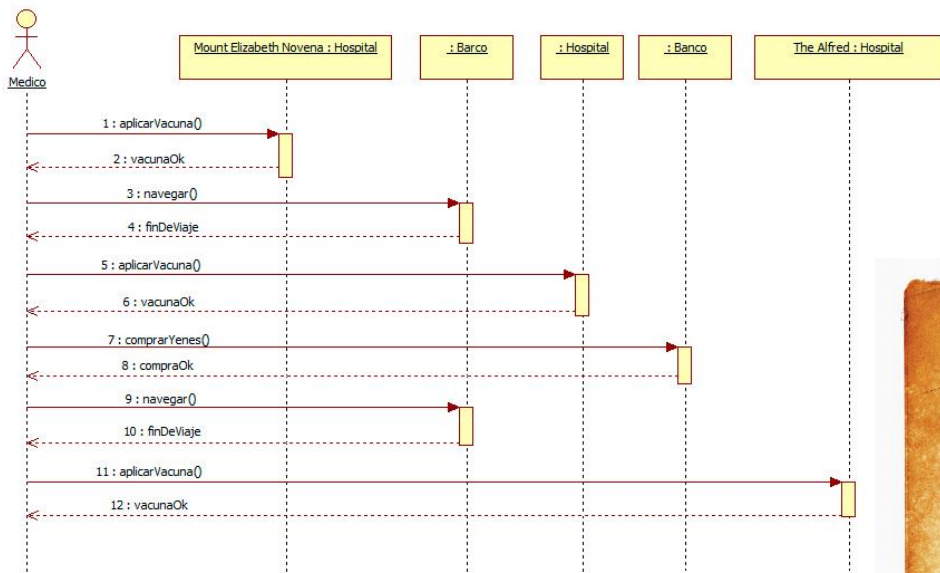 Mount Elizabeth Novena : Hospital
: Barco
: Hospital
: Banco
The Alfred : Hospital
Medico
1 : aplicarVacuna()
2 : vacunaOk
3 : navegar()
4 : finDeViaje
5 : aplicarVacuna()
6 : vacunaOk
7 : comprarYenes()
8 : compraOk
9 : navegar()
10 : finDeViaje
11 : aplicarVacuna()
12 : vacunaOk